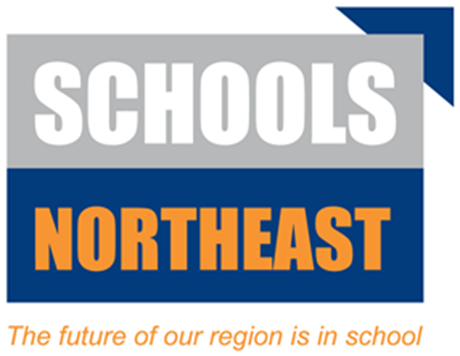 SCHOOLS
NORTHEAST
The future of our region is in school